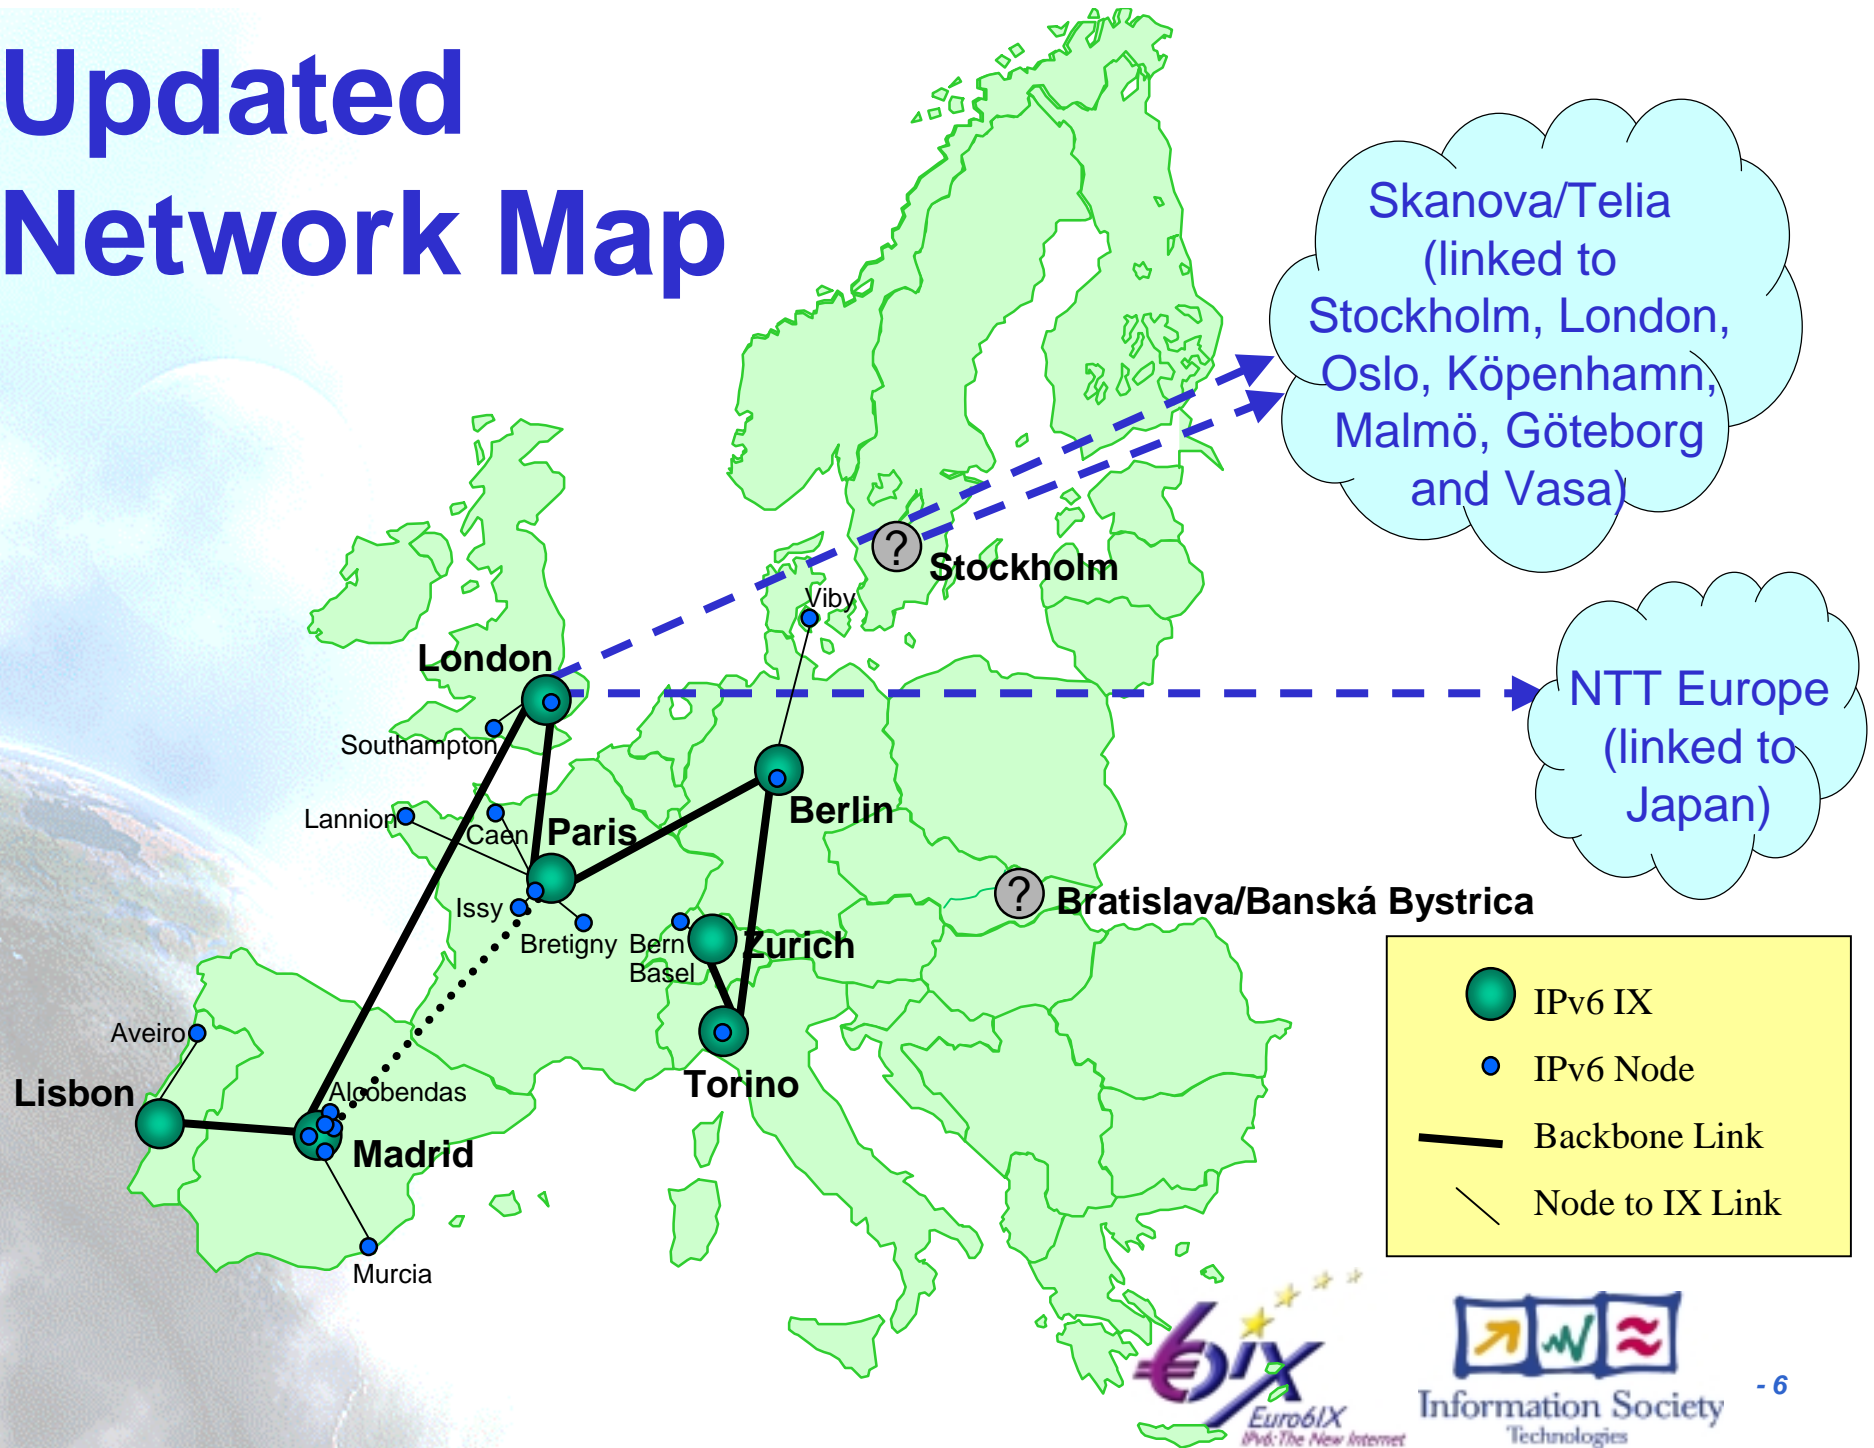 Updated
Network Map
Skanova/Telia
(linked to
Stockholm, London,
Oslo, Köpenhamn,
Malmö, Göteborg
and Vasa)
?
Stockholm
Viby
London
NTT Europe
(linked to
Japan)
Southampton
Lannion
Caen
Paris
Berlin
?
Bratislava/Banská Bystrica
Issy
Bretigny
Bern
Basel
Zurich
Aveiro
Lisbon
Alcobendas
Madrid
Torino
Murcia
IPv6 IX
IPv6 Node
Backbone Link
Node to IX Link
6IX
Euro6IX
IPv6: The New Internet
Information Society
Technologies
- 6